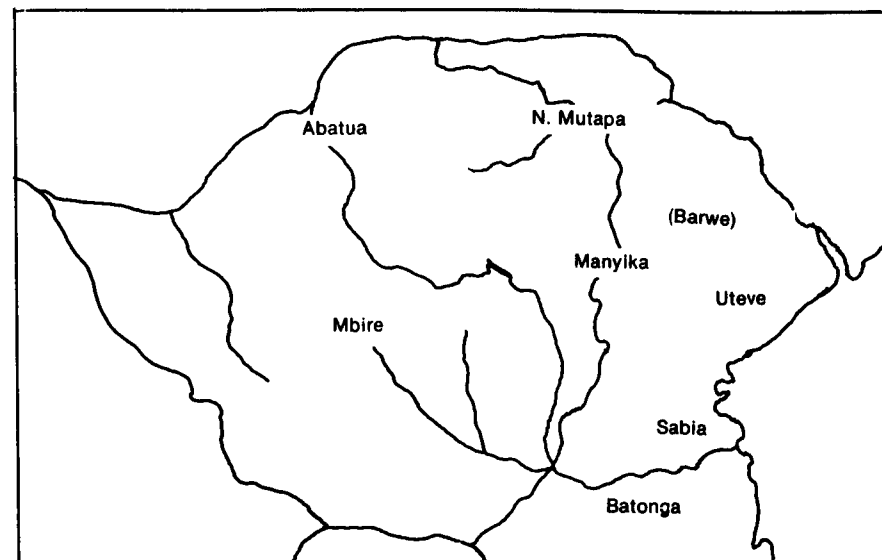 N. Mutapa
Abatua
(Barwe)
Manyika
Uteve
Mbire
Sabia
Batonga